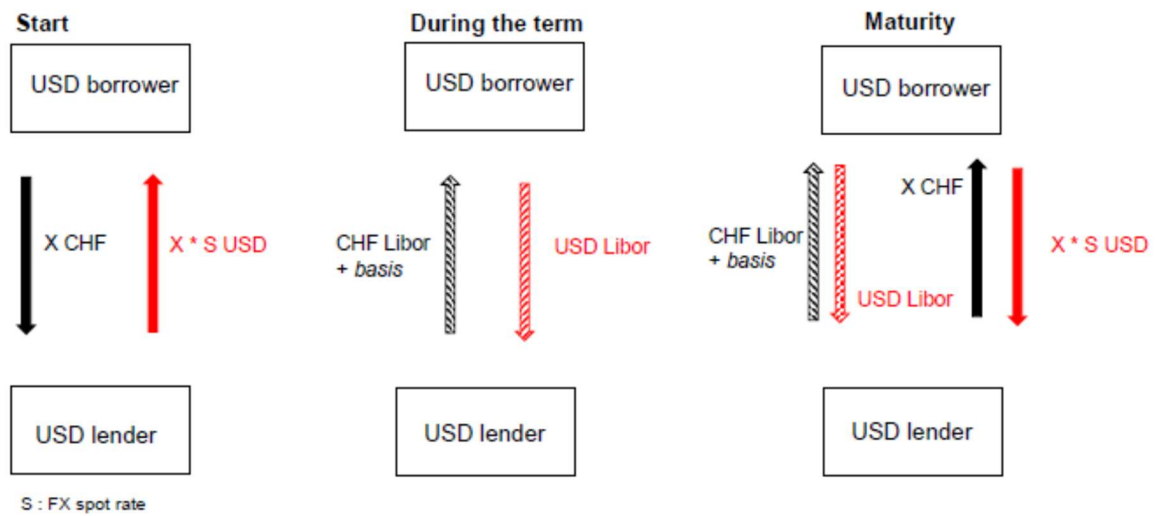 Start
USD borrower
X CHF
X * S USD
USD lender
S : FX spot rate
During the term
USD borrower
CHF Libor
+ basis
USD Libor
USD lender
Maturity
USD borrower
X CHF
CHF Libor
+ basis
X * S USD
USD Libor
USD lender